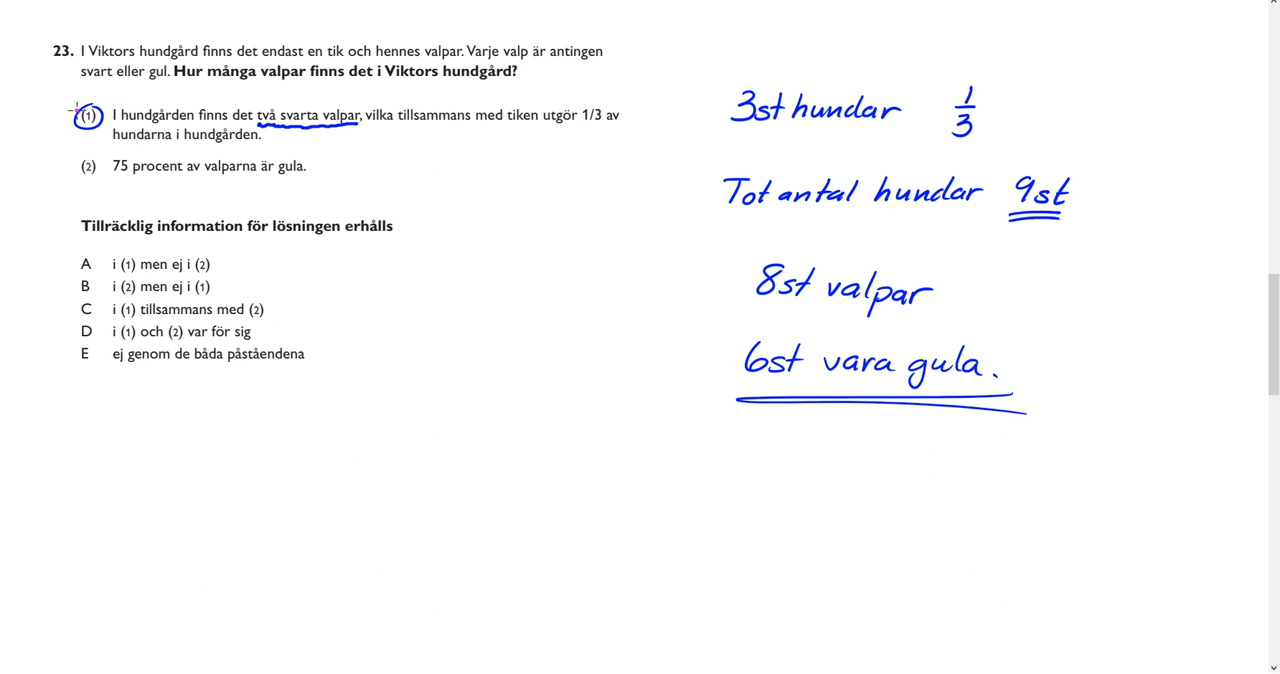 23. I Viktors hundgård finns det endast en tik och hennes valpar. Varje valp är antingen
svart eller gul. Hur många valpar finns det i Viktors hundgård?
(1) I hundgården finns det två svarta valpar, vilka tillsammans med tiken utgör 1/3 av
hundarna i hundgården.
(2) 75 procent av valparna är gula.
Tillräcklig information för lösningen erhålls
A i (1) men ej i (2)
B i (2) men ej i (1)
C i (1) tillsammans med (2)
D i (1) och (2) var för sig
E ej genom de båda påståendena
3st hundar 1/3
Tot antal hundar 9st
8st valpar
6st vara gula.